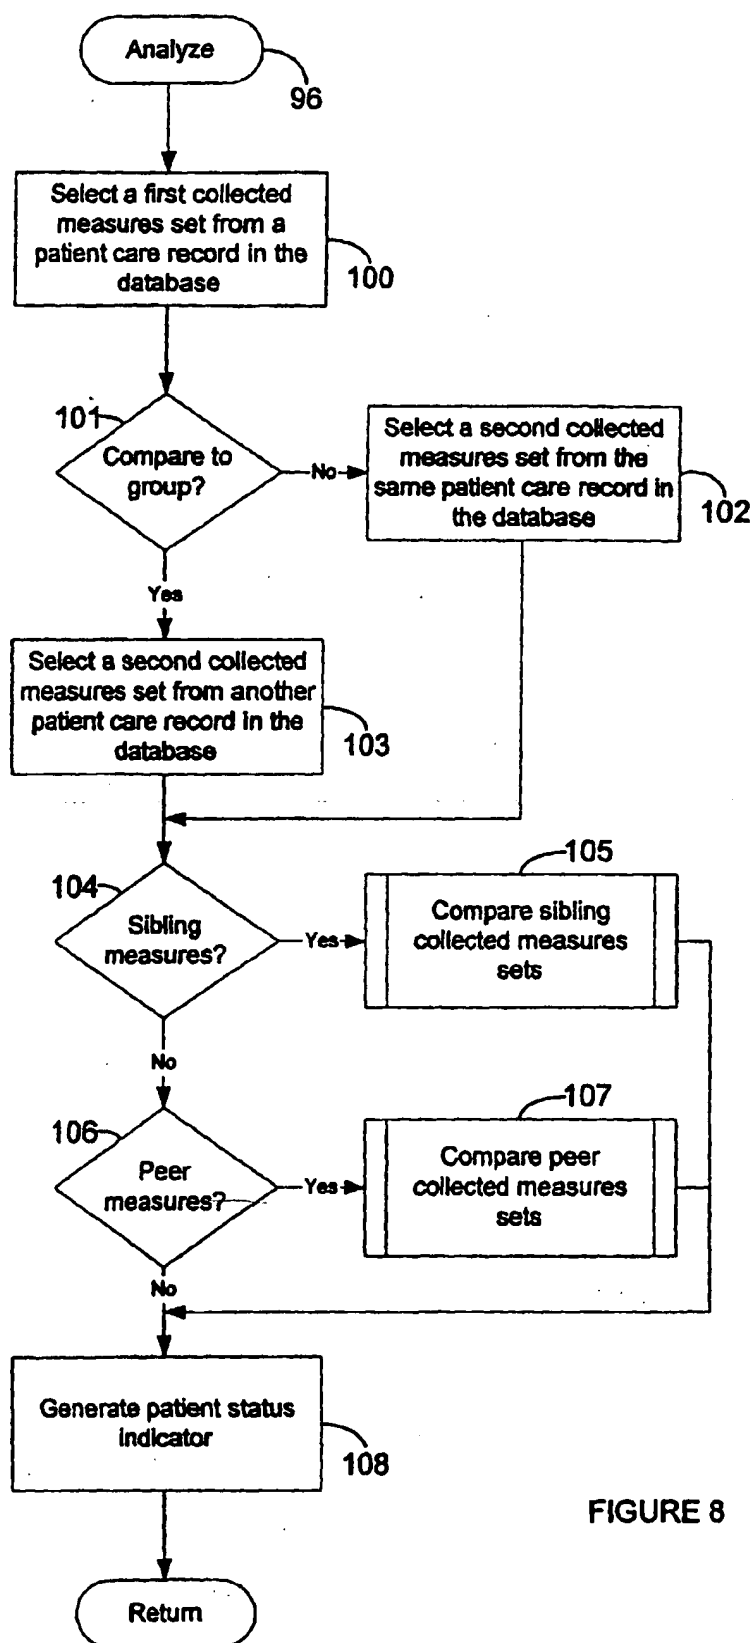 Analyze
96
Select a first collected
measures set from a
patient care record in the
database
100
101
Compare to
group?
No
Select a second collected
measures set from the
same patient care record in
the database
102
Yes
Select a second collected
measures set from another
patient care record in the
database
103
104
Sibling
measures?
Yes
105
Compare sibling
collected measures
sets
No
106
Peer
measures?
Yes
107
Compare peer
collected measures
sets
No
Generate patient status
indicator
108
FIGURE 8
Return